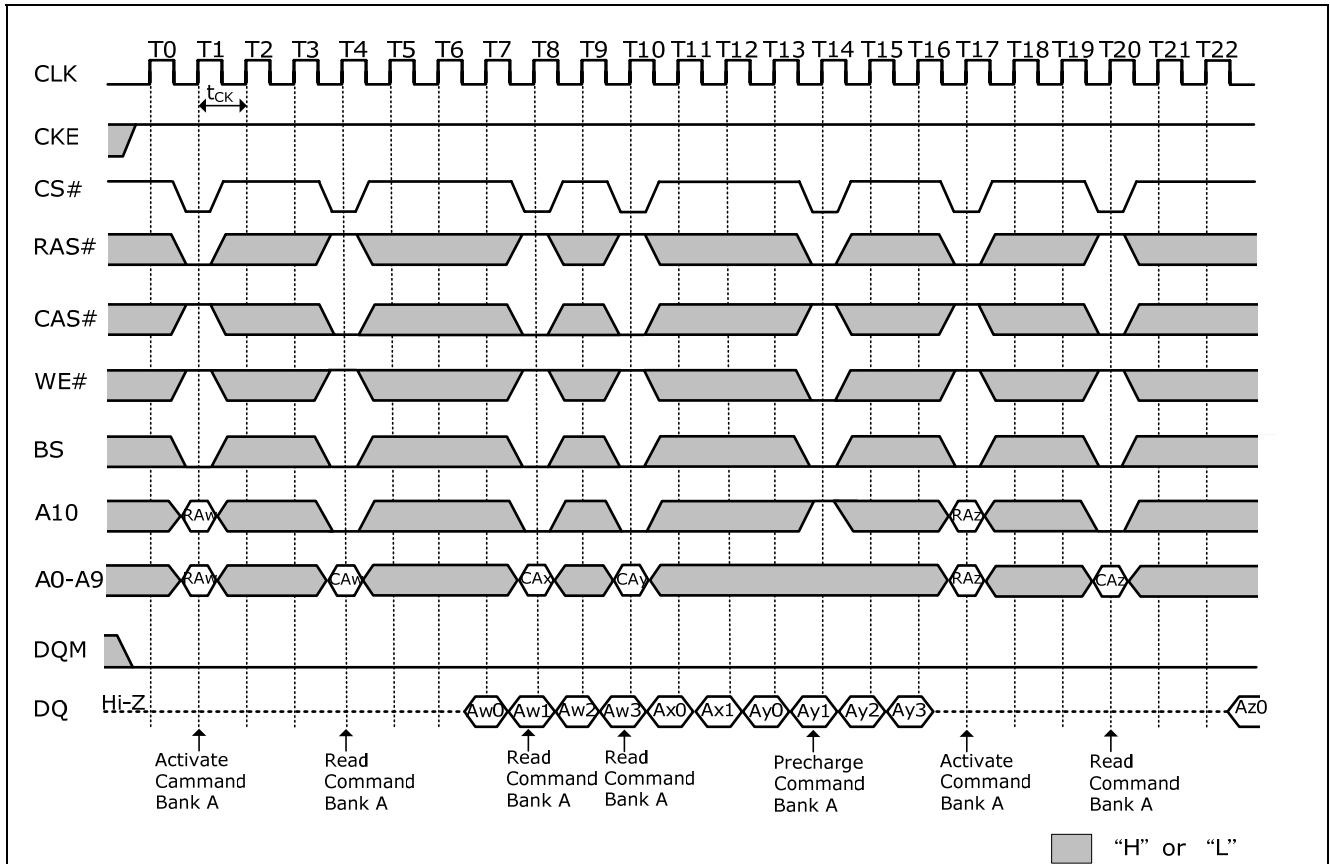 T0 T1 T2 T3 T4 T5 T6 T7 T8 T9 T10 T11 T12 T13 T14 T15 T16 T17 T18 T19 T20 T21 T22
CLK
tCK
CKE
CS#
RAS#
CAS#
WE#
BS
A10 RAw RAz
A0-A9 RAw CAw CAx CAy RAz CAz
DQM
DQ Hi-Z Aw0 Aw1 Aw2 Aw3 Ax0 Ax1 Ay0 Ay1 Ay2 Ay3 Az0
Activate
Cammand
Bank A
Read
Command
Bank A
Read
Command
Bank A
Read
Command
Bank A
Precharge
Command
Bank A
Activate
Command
Bank A
Read
Command
Bank A
“H” or “L”